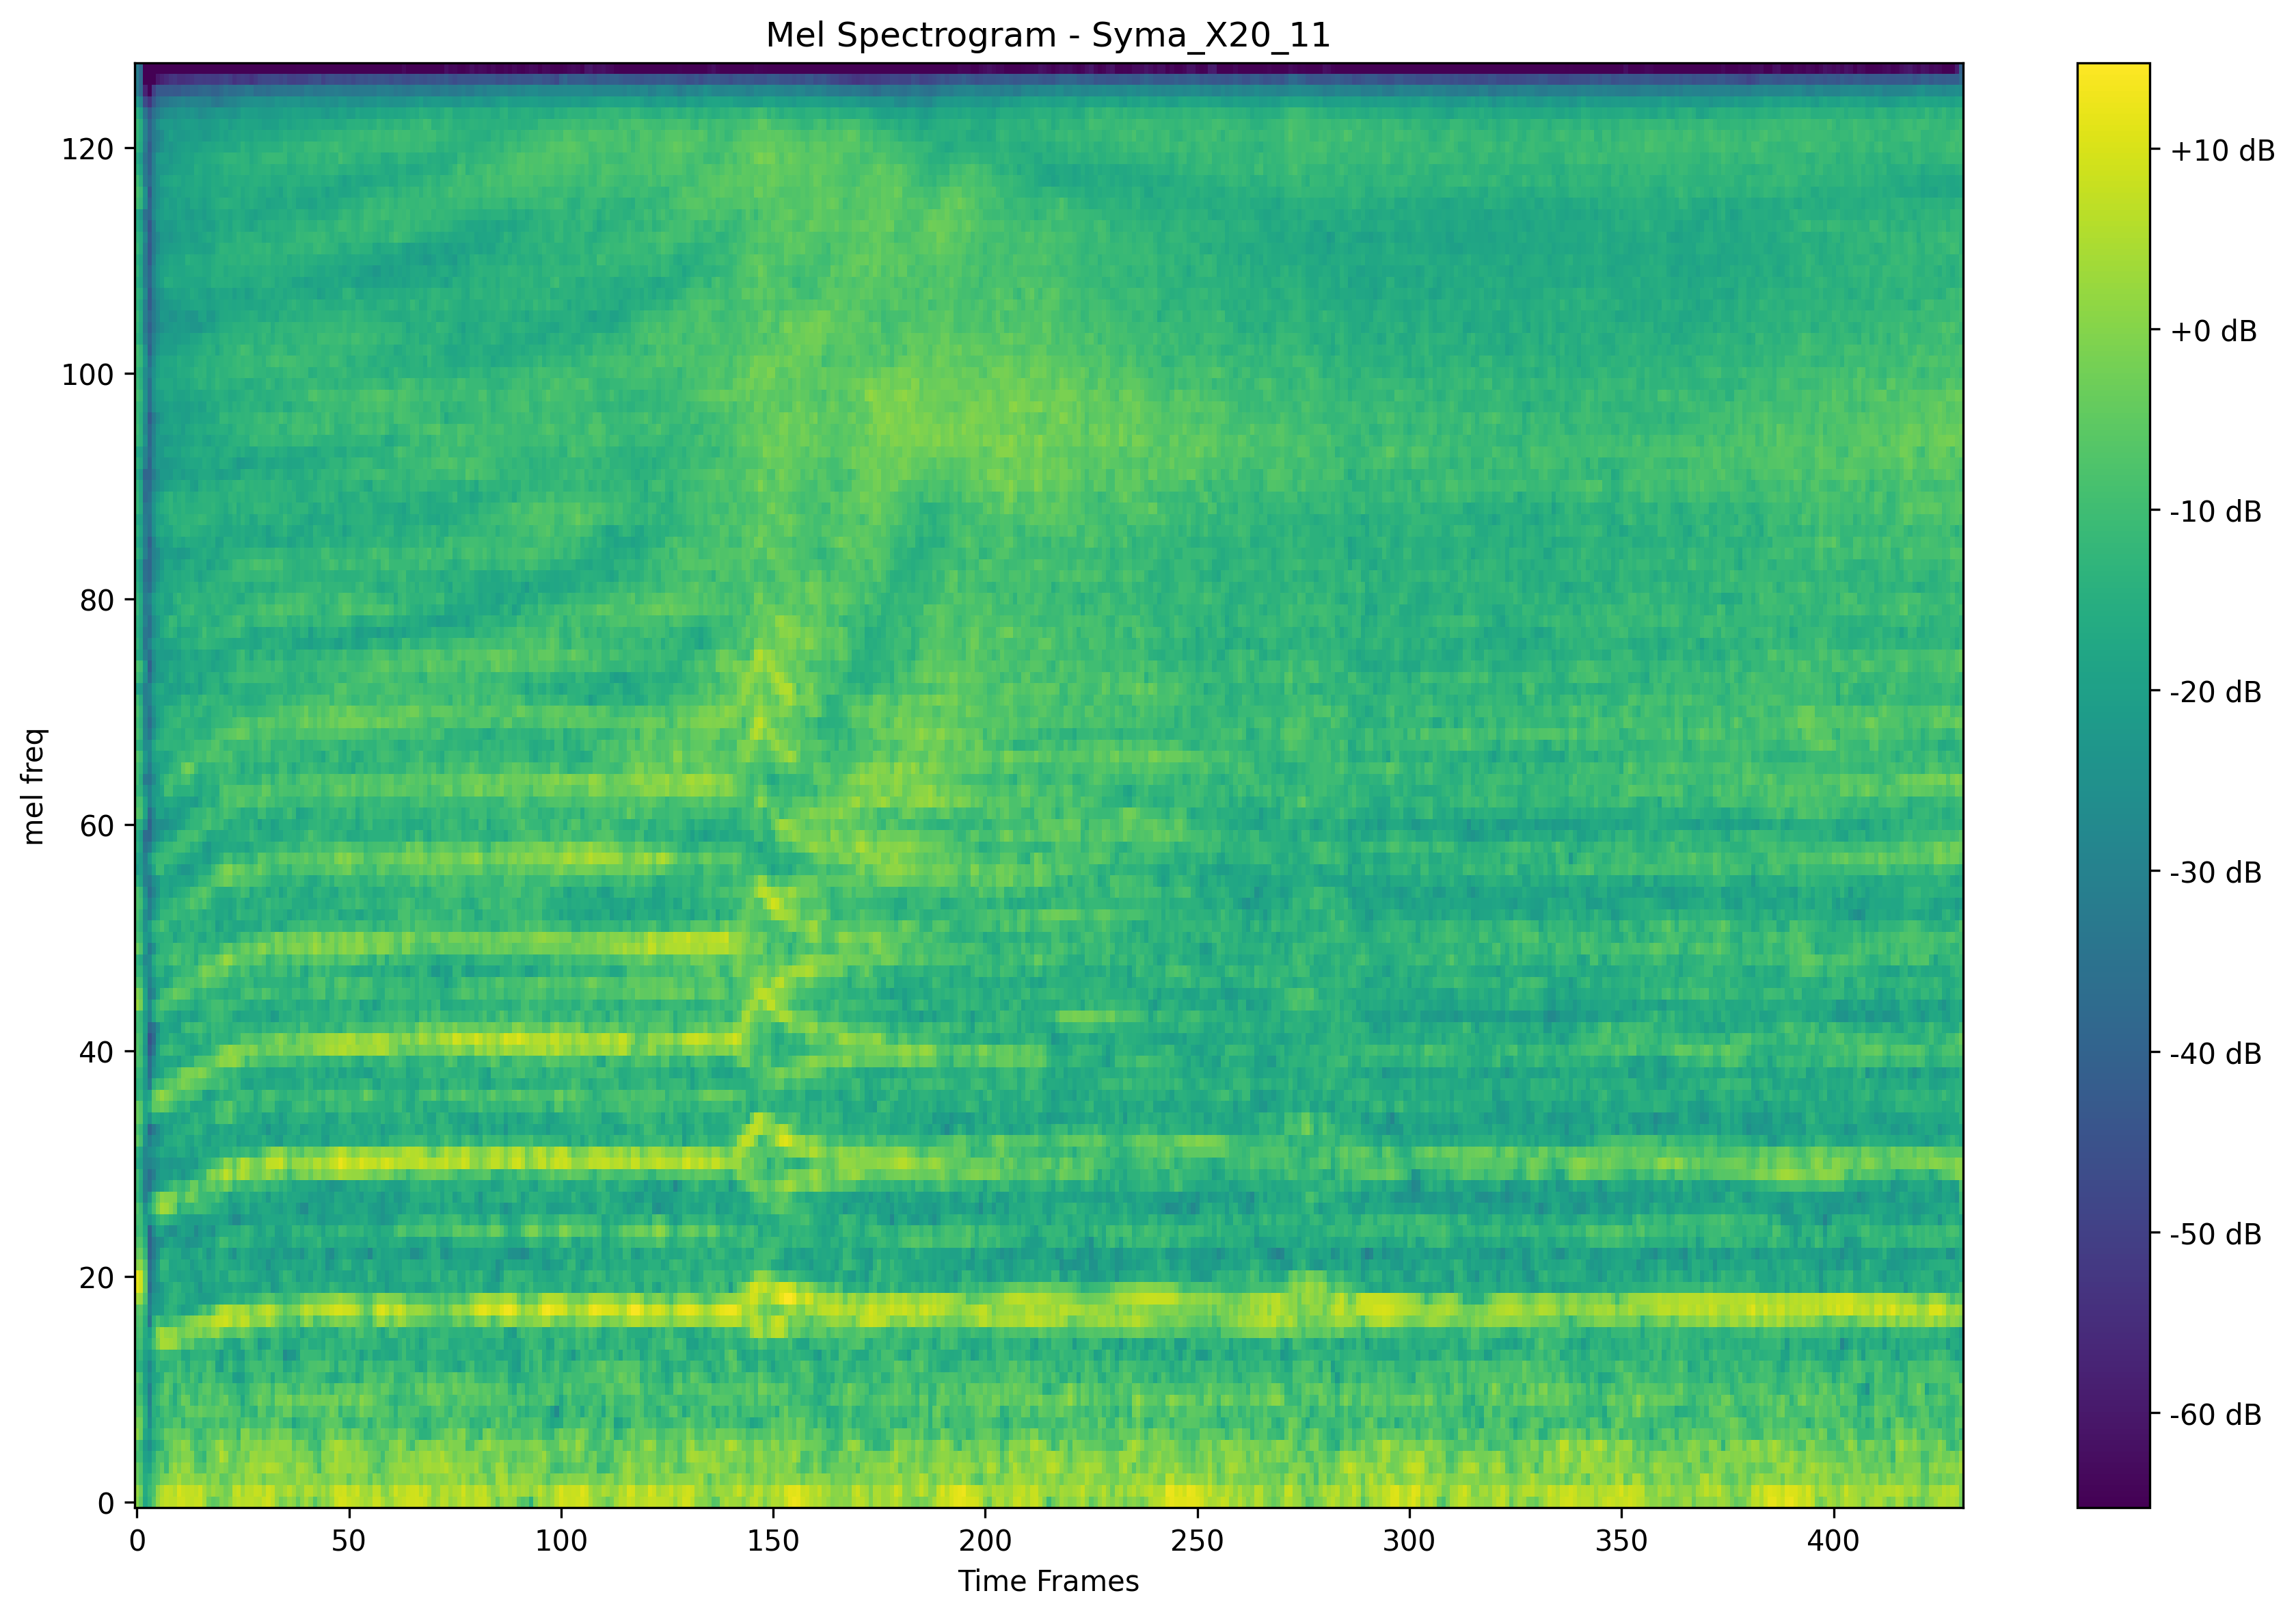 Mel Spectrogram - Syma_X20_11
mel freq
120
100
80
60
40
20
0
0 50 100 150 200 250 300 350 400
Time Frames
+10 dB
+0 dB
-10 dB
-20 dB
-30 dB
-40 dB
-50 dB
-60 dB